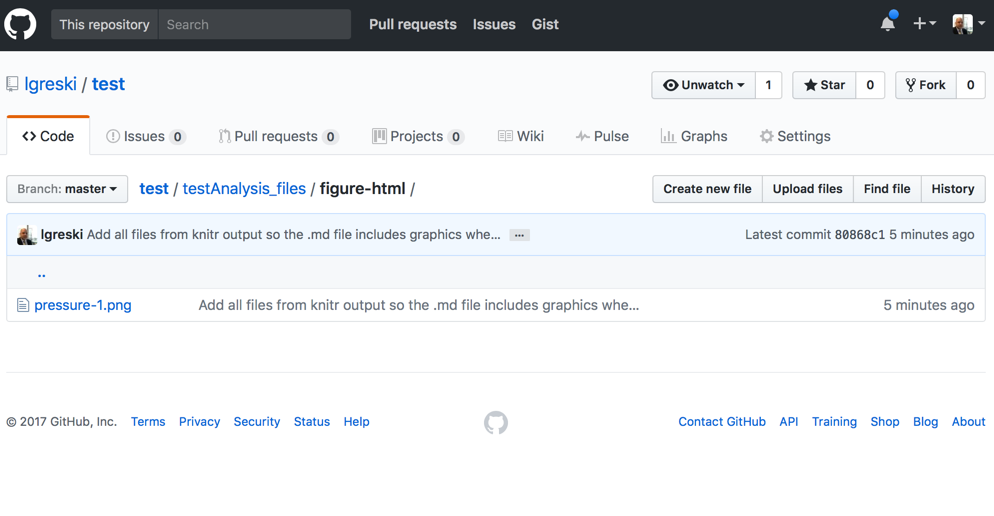 This repository Search Pull requests Issues Gist
lgreski / test Unwatch 1 Star 0 Fork 0
Code Issues 0 Pull requests 0 Projects 0 Wiki Pulse Graphs Settings
Branch: master test / testAnalysis_files / figure-html / Create new file Upload files Find file History
lgreski Add all files from knitr output so the .md file includes graphics whe... ... Latest commit 80868c1 5 minutes ago
..
pressure-1.png Add all files from knitr output so the .md file includes graphics whe... 5 minutes ago
© 2017 GitHub, Inc. Terms Privacy Security Status Help Contact GitHub API Training Shop Blog About